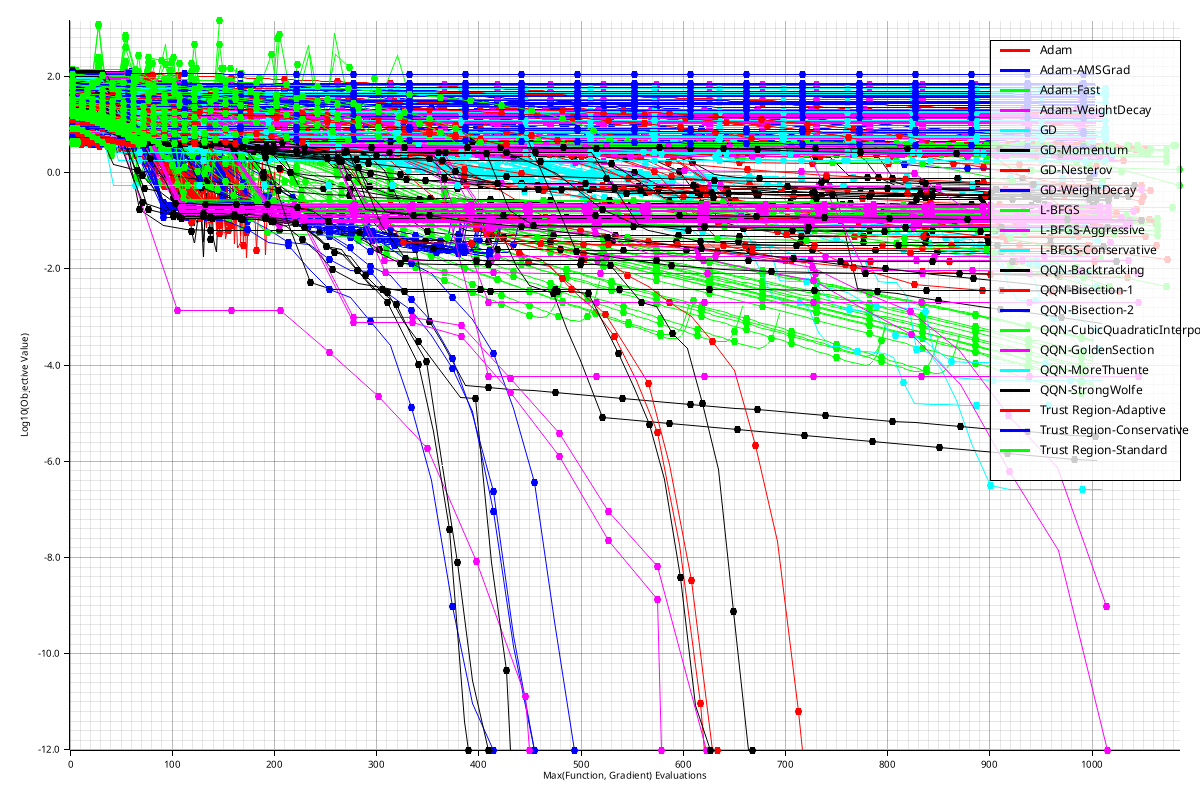 2.0
0.0
-2.0
-4.0
-6.0
-8.0
-10.0
-12.0
Log10(Objective Value)
0 100 200 300 400 500 600 700 800 900 1000
Max(Function, Gradient) Evaluations
Adam
Adam-AMSGrad
Adam-Fast
Adam-WeightDecay
GD
GD-Momentum
GD-Nesterov
GD-WeightDecay
L-BFGS
L-BFGS-Aggressive
L-BFGS-Conservative
QQN-Backtracking
QQN-Bisection-1
QQN-Bisection-2
QQN-CubicQuadraticInterpo
QQN-GoldenSection
QQN-MoreThuente
QQN-StrongWolfe
Trust Region-Adaptive
Trust Region-Conservative
Trust Region-Standard